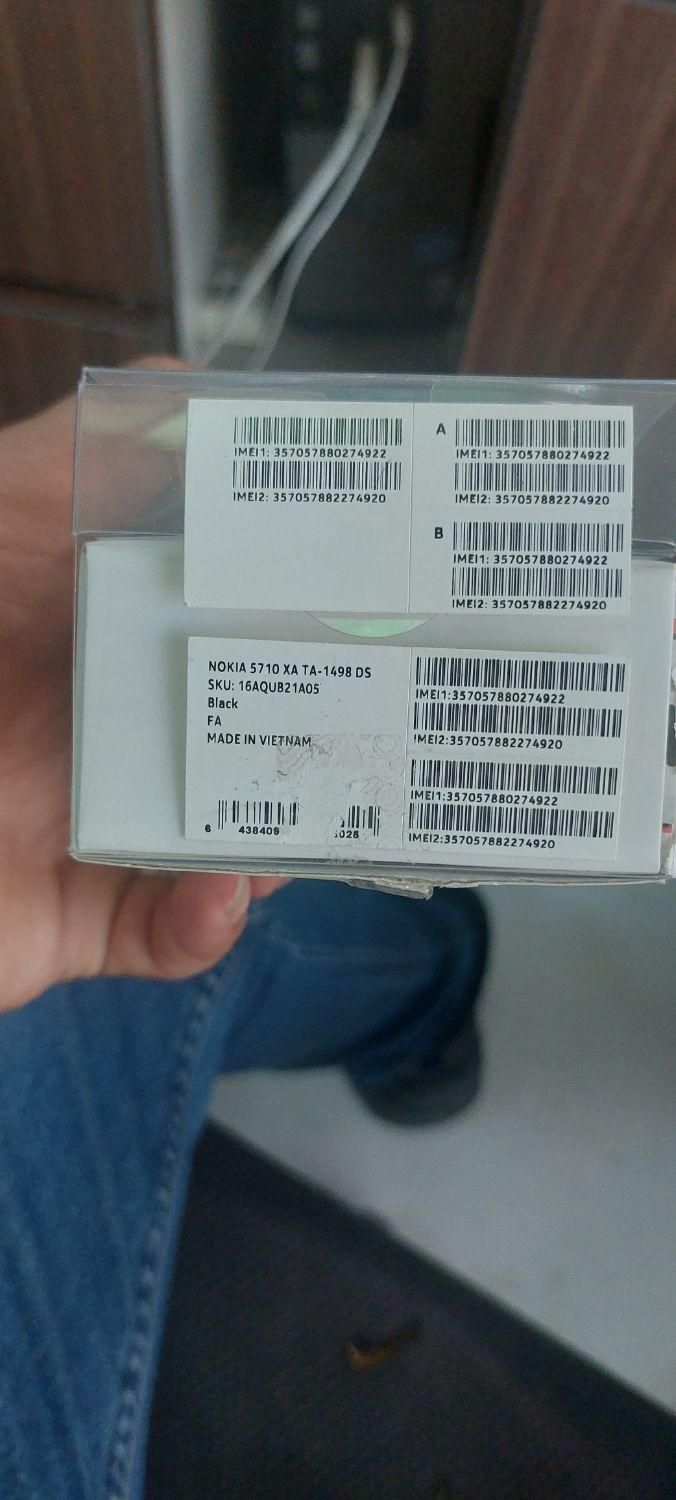 IMEI1: 357057880274922
IMEI2: 357057882274920
A
IMEI1: 357057880274922
IMEI2: 357057882274920
B
IMEI1: 357057880274922
IMEI2: 357057882274920
NOKIA 5710 XA TA-1498 DS
SKU: 16AQUB21A05
Black
FA
MADE IN VIETNAM
6 438409
IMEI1:357057880274922
IMEI2:357057882274920
IMEI1:357057880274922
IMEI2:357057882274920